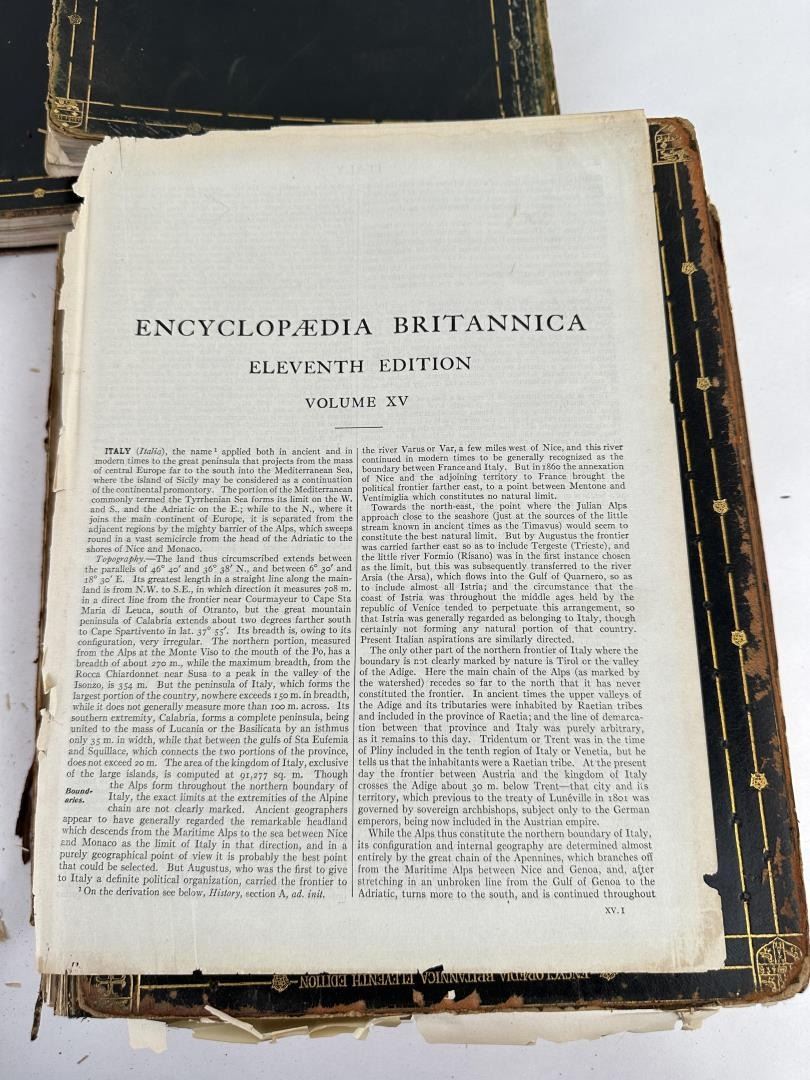 ENCYCLOPÆDIA BRITANNICA
ELEVENTH EDITION
VOLUME XV
ITALY (Italia), the name¹ applied both in ancient and in
modern times to the great peninsula that projects from the mass
of central Europe far to the south into the Mediterranean Sea,
where the island of Sicily may be considered as a continuation
of the continental promontory. The portion of the Mediterranean
commonly termed the Tyrrhenian Sea forms its limit on the W.
and S., and the Adriatic on the E.; while to the N., where it
joins the main continent of Europe, it is separated from the
adjacent regions by the mighty barrier of the Alps, which sweeps
round in a vast semicircle from the head of the Adriatic to the
shores of Nice and Monaco.
Topography.—The land thus circumscribed extends between
the parallels of 46° 40′ and 36° 38′ N., and between 6° 30′ and
18° 30′ E. Its greatest length in a straight line along the main-
land is from N.W. to S.E., in which direction it measures 708 m.
in a direct line from the frontier near Courmayeur to Cape Sta
Maria di Leuca, south of Otranto, but the great mountain
peninsula of Calabria extends about two degrees farther south
to Cape Spartivento in lat. 37° 55′. Its breadth is, owing to its
configuration, very irregular. The northern portion, measured
from the Alps at the Monte Viso to the mouth of the Po, has a
breadth of about 270 m., while the maximum breadth, from the
Rocca Chiardonnet near Susa to a peak in the valley of the
Isonzo, is 354 m. But the peninsula of Italy, which forms the
largest portion of the country, nowhere exceeds 150 m. in breadth,
while it does not generally measure more than 100 m. across. Its
southern extremity, Calabria, forms a complete peninsula, being
united to the mass of Lucania or the Basilicata by an isthmus
only 35 m. in width, while that between the gulfs of Sta Eufemia
and Squillace, which connects the two portions of the province,
does not exceed 20 m. The area of the kingdom of Italy, exclusive
of the large islands, is computed at 91,277 sq. m. Though
Bound-
aries.
the Alps form throughout the northern boundary of
Italy, the exact limits at the extremities of the Alpine
chain are not clearly marked. Ancient geographers
appear to have generally regarded the remarkable headland
which descends from the Maritime Alps to the sea between Nice
and Monaco as the limit of Italy in that direction, and in a
purely geographical point of view it is probably the best point
that could be selected. But Augustus, who was the first to give
to Italy a definite political organization, carried the frontier to
¹ On the derivation see below, History, section A, ad. init.
the river Varus or Var, a few miles west of Nice, and this river
continued in modern times to be generally recognized as the
boundary between France and Italy. But in 1860 the annexation
of Nice and the adjoining territory to France brought the
political frontier farther east, to a point between Mentone and
Ventimiglia which constitutes no natural limit.
Towards the north-east, the point where the Julian Alps
approach close to the seashore (just at the sources of the little
stream known in ancient times as the Timavus) would seem to
constitute the best natural limit. But by Augustus the frontier
was carried farther east so as to include Tergeste (Trieste), and
the little river Formio (Risano) was in the first instance chosen
as the limit, but this was subsequently transferred to the river
Arsia (the Arsa), which flows into the Gulf of Quarnero, so as
to include almost all Istria; and the circumstance that the
coast of Istria was throughout the middle ages held by the
republic of Venice tended to perpetuate this arrangement, so
that Istria was generally regarded as belonging to Italy, though
certainly not forming any natural portion of that country.
Present Italian aspirations are similarly directed.
The only other part of the northern frontier of Italy where the
boundary is not clearly marked by nature is Tirol or the valley
of the Adige. Here the main chain of the Alps (as marked by
the watershed) recedes so far to the north that it has never
constituted the frontier. In ancient times the upper valleys of
the Adige and its tributaries were inhabited by Raetian tribes
and included in the province of Raetia; and the line of demarca-
tion between that province and Italy was purely arbitrary,
as it remains to this day. Tridentum or Trent was in the time
of Pliny included in the tenth region of Italy or Venetia, but he
tells us that the inhabitants were a Raetian tribe. At the present
day the frontier between Austria and the kingdom of Italy
crosses the Adige about 30 m. below Trent—that city and its
territory, which previous to the treaty of Lunéville in 1801 was
governed by sovereign archbishops, subject only to the German
emperors, being now included in the Austrian empire.
While the Alps thus constitute the northern boundary of Italy,
its configuration and internal geography are determined almost
entirely by the great chain of the Apennines, which branches off
from the Maritime Alps between Nice and Genoa, and, after
stretching in an unbroken line from the Gulf of Genoa to the
Adriatic, turns more to the south, and is continued throughout
XV. 1
ENCYCLOPÆDIA BRITANNICA ELEVENTH EDITION